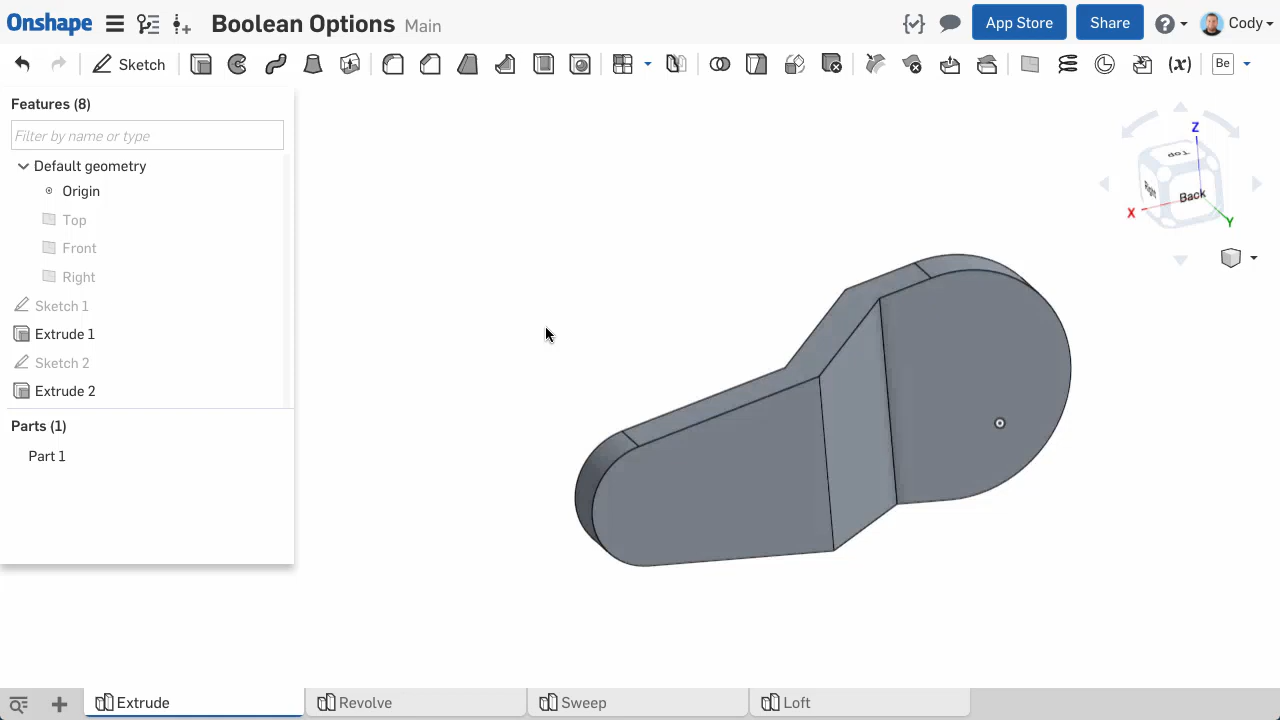 Onshape Boolean Options Main App Store Share Cody
Sketch (x) Be
Features (8)
Filter by name or type
Default geometry
Origin
Top
Front
Right
Sketch 1
Extrude 1
Sketch 2
Extrude 2
Parts (1)
Part 1
Z
Top
Right
Back
X
Y
Extrude Revolve Sweep Loft